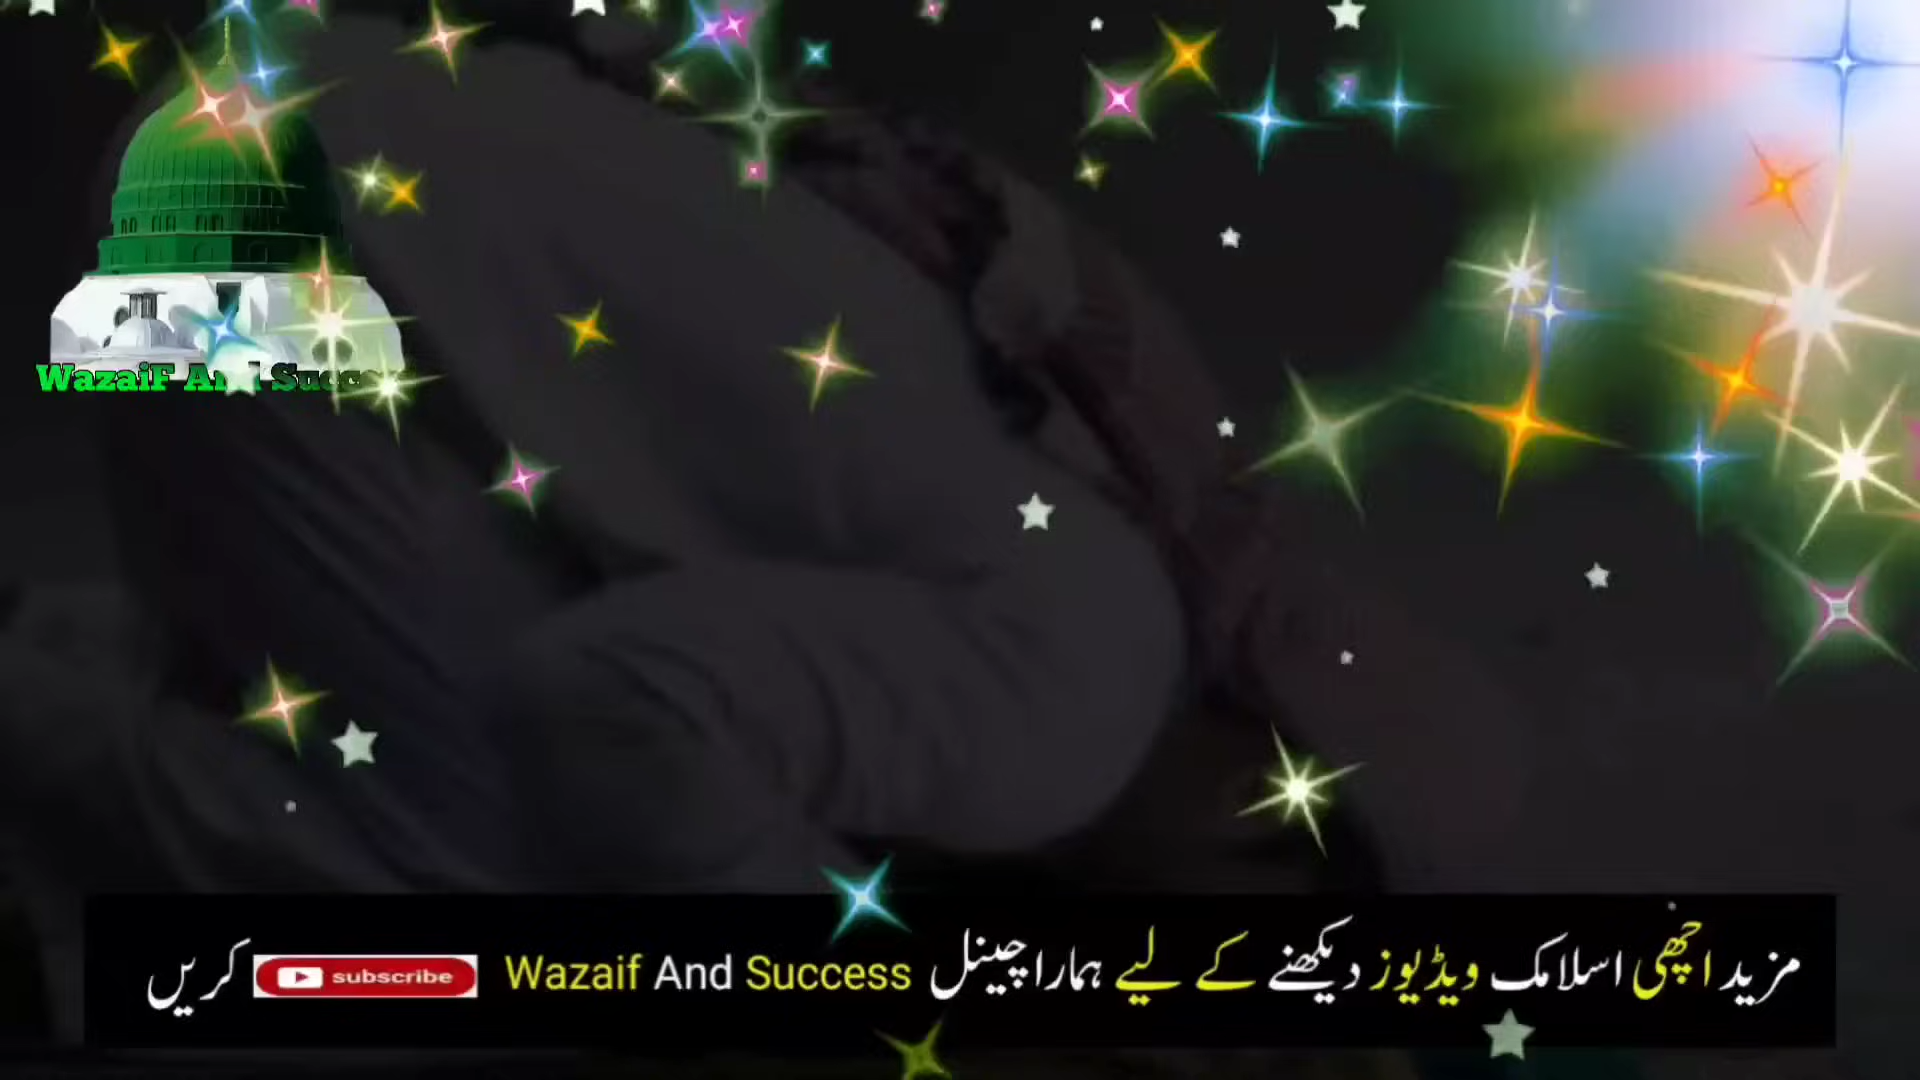 WazaiF And Success
مزید اچھی اسلامک ویڈیوز دیکھنے کے لیے ہمارا چینل Wazaif And Success subscribe کریں